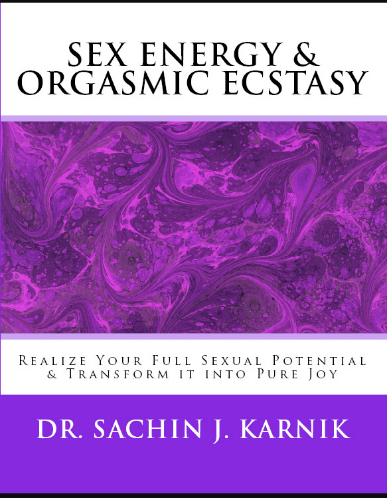 SEX ENERGY &
ORGASMIC ECSTASY
Realize Your Full Sexual Potential
& Transform it into Pure Joy
DR. SACHIN J. KARNIK